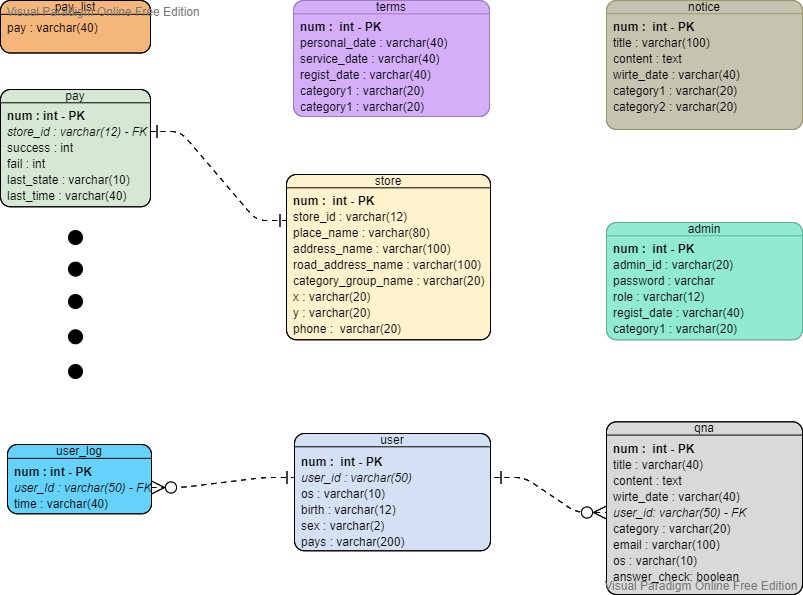 pay_list
Visual Paradigm Online Free Edition
pay : varchar(40)
terms
num :  int - PK
personal_date : varchar(40)
service_date : varchar(40)
regist_date : varchar(40)
category1 : varchar(20)
category1 : varchar(20)
notice
num :  int - PK
title : varchar(100)
content : text
wirte_date : varchar(40)
category1 : varchar(20)
category2 : varchar(20)
pay
num : int - PK
store_id : varchar(12) - FK
success : int
fail : int
last_state : varchar(10)
last_time : varchar(40)
store
num :  int - PK
store_id : varchar(12)
place_name : varchar(80)
address_name : varchar(100)
road_address_name : varchar(100)
category_group_name : varchar(20)
x : varchar(20)
y : varchar(20)
phone :  varchar(20)
admin
num :  int - PK
admin_id : varchar(20)
password : varchar
role : varchar(12)
regist_date : varchar(40)
category1 : varchar(20)
user_log
num : int - PK
user_Id : varchar(50) - FK
time : varchar(40)
user
num :  int - PK
user_id : varchar(50)
os : varchar(10)
birth : varchar(12)
sex : varchar(2)
pays : varchar(200)
qna
num :  int - PK
title : varchar(40)
content : text
wirte_date : varchar(40)
user_id: varchar(50) - FK
category : varchar(20)
email : varchar(100)
os : varchar(10)
answer_check: boolean
Visual Paradigm Online Free Edition